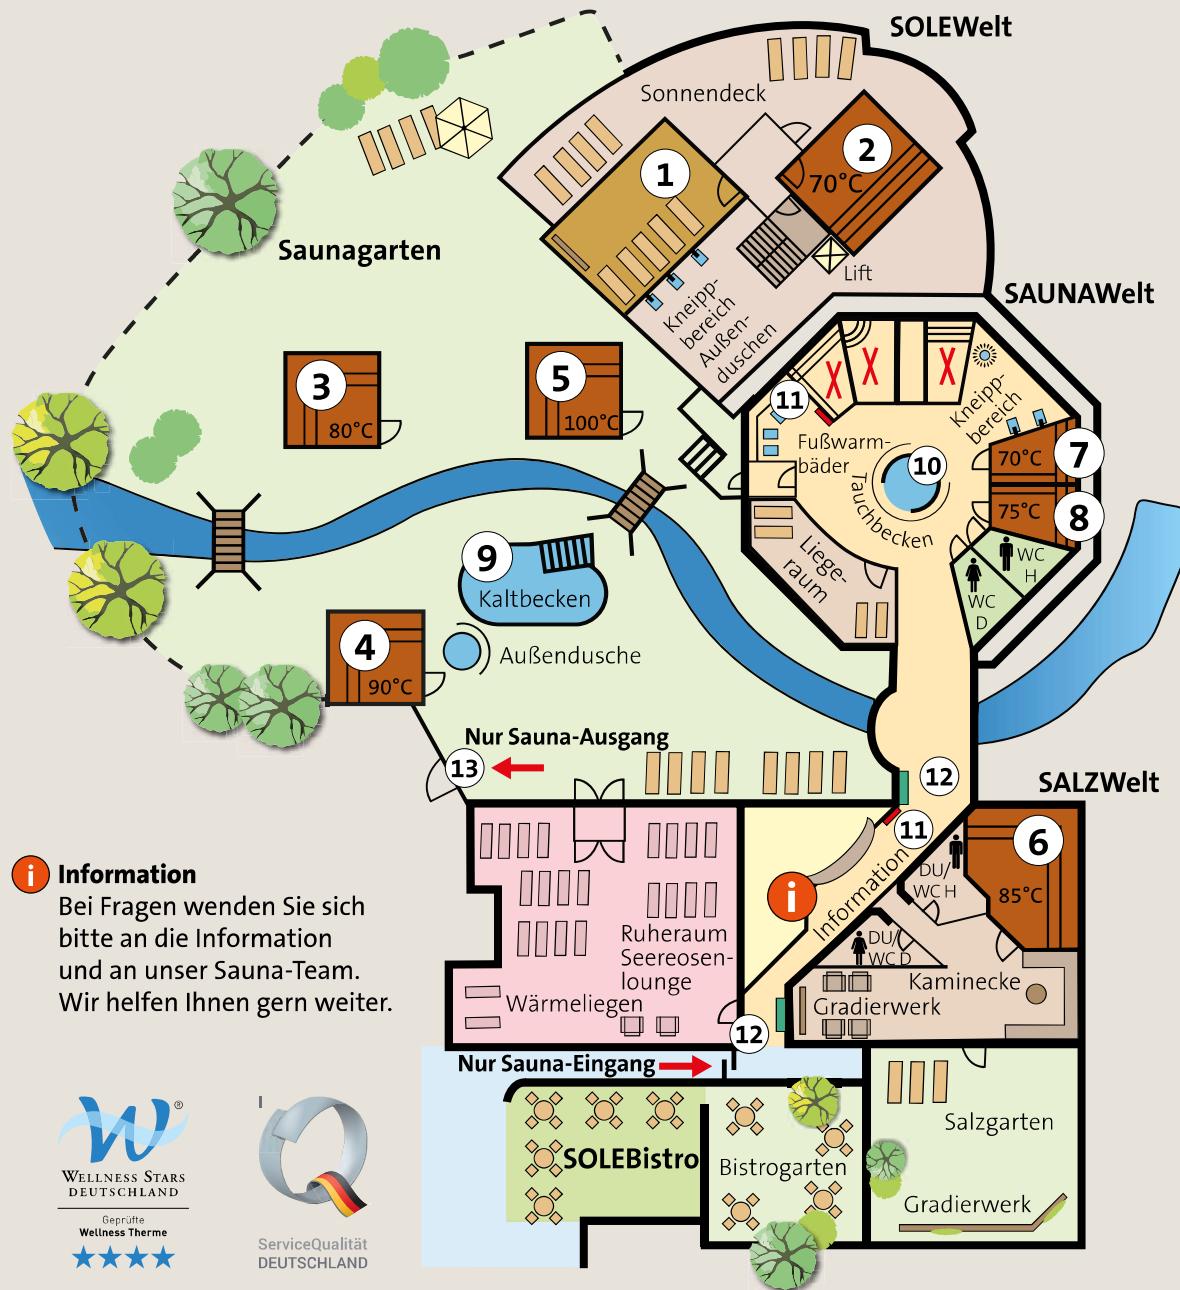 SOLEWelt
Sonnendeck
1
2
70°C
Saunagarten
Lift
Kneipp-
bereich
Außen-
duschen
SAUNAWelt
3
80°C
5
100°C
11
Kneipp-
bereich
Fußwarm-
bäder
10
Tauchbecken
70°C
7
75°C
8
WC
H
WC
D
Liege-
raum
9
Kaltbecken
4
90°C
Außendusche
Nur Sauna-Ausgang
13
12
SALZWelt
11
6
85°C
DU/
WC H
Information
i
DU/
WC D
Ruheraum
Seereosen-
lounge
Wärmeliegen
Kaminecke
Gradierwerk
12
i Information
Bei Fragen wenden Sie sich
bitte an die Information
und an unser Sauna-Team.
Wir helfen Ihnen gern weiter.
Nur Sauna-Eingang
SOLEBistro
Bistrogarten
Salzgarten
Gradierwerk
W®
WELLNESS STARS
DEUTSCHLAND
Geprüfte
Wellness Therme
ServiceQualität
DEUTSCHLAND